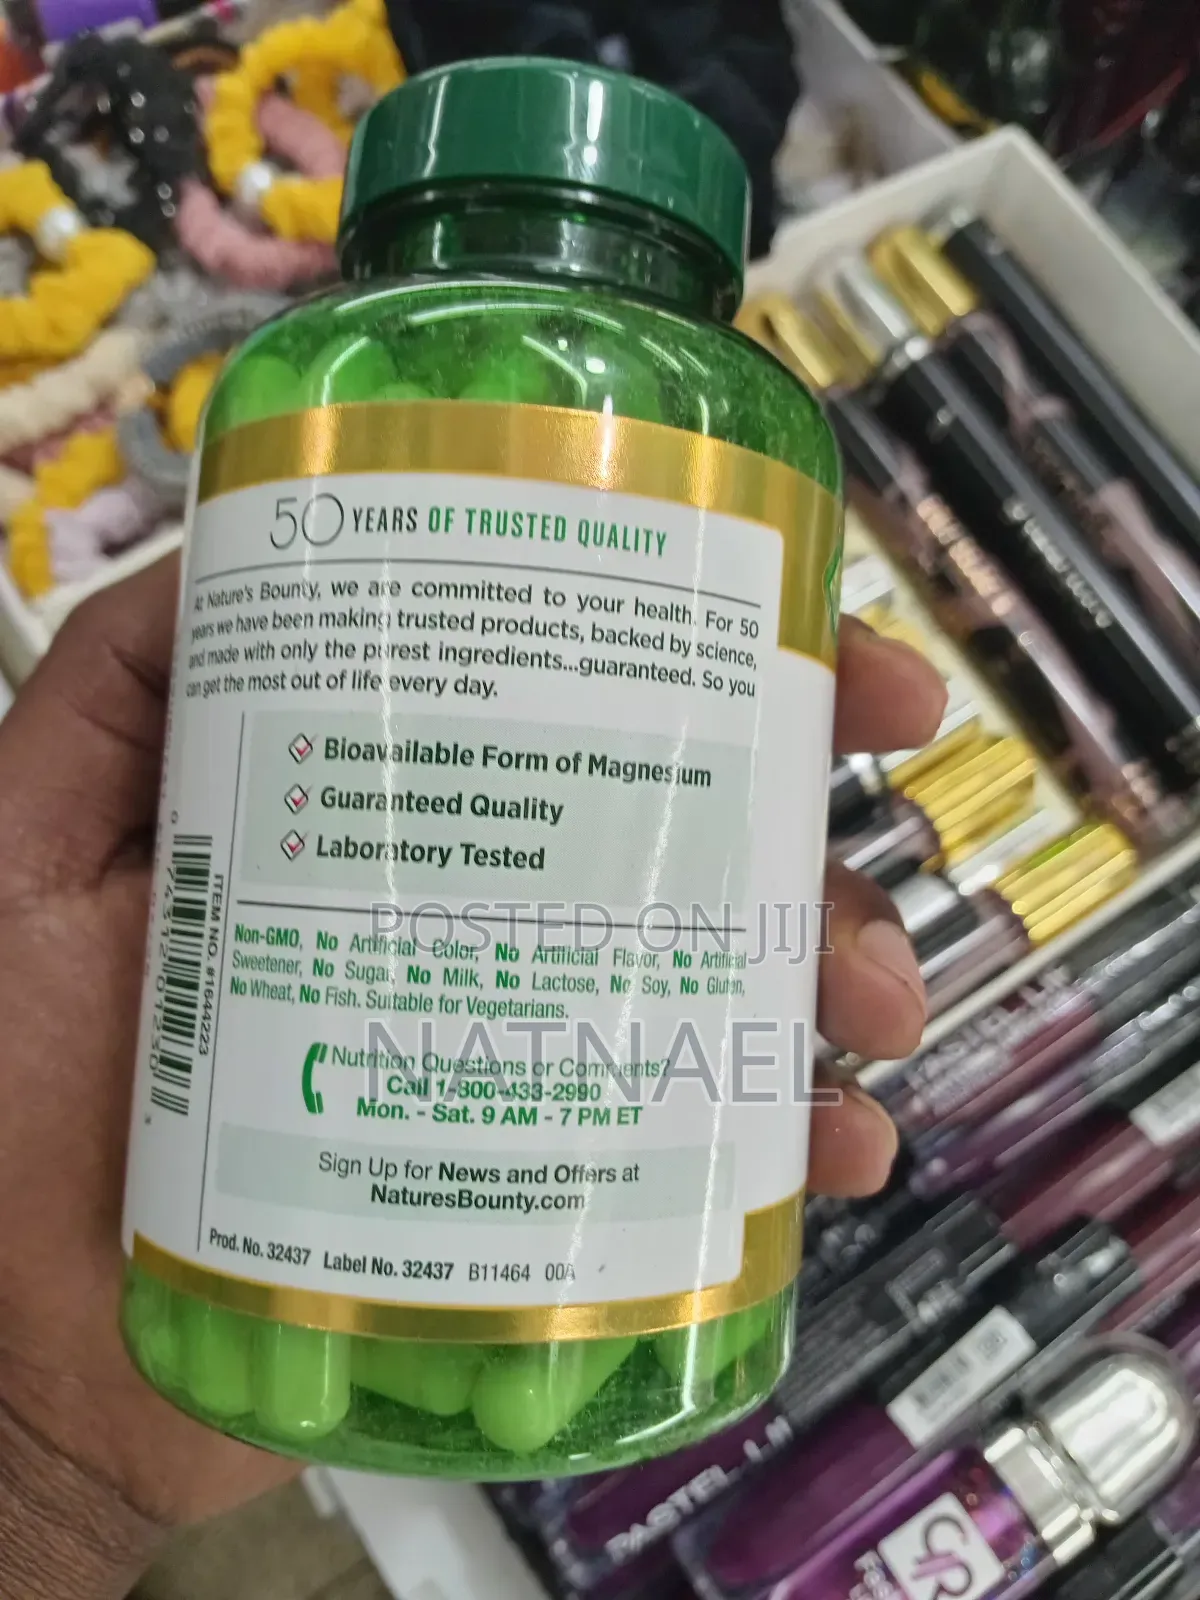 50 YEARS OF TRUSTED QUALITY
At Nature's Bounty, we are committed to your health. For 50
years we have been making trusted products, backed by science,
and made with only the purest ingredients...guaranteed. So you
can get the most out of life every day.
Bioavailable Form of Magnesium
Guaranteed Quality
Laboratory Tested
Non-GMO, No Artificial Color, No Artificial Flavor, No Artificial
Sweetener, No Sugar, No Milk, No Lactose, No Soy, No Gluten,
No Wheat, No Fish. Suitable for Vegetarians.
Nutrition Questions or Comments?
Call 1-800-433-2990
Mon. - Sat. 9 AM - 7 PM ET
Sign Up for News and Offers at
NaturesBounty.com
Prod. No. 32437 Label No. 32437 B11464 00A
ITEM NO. #1644223
0 74312 01230 1
POSTED ON JIJI
NATNAEL
PASTEL